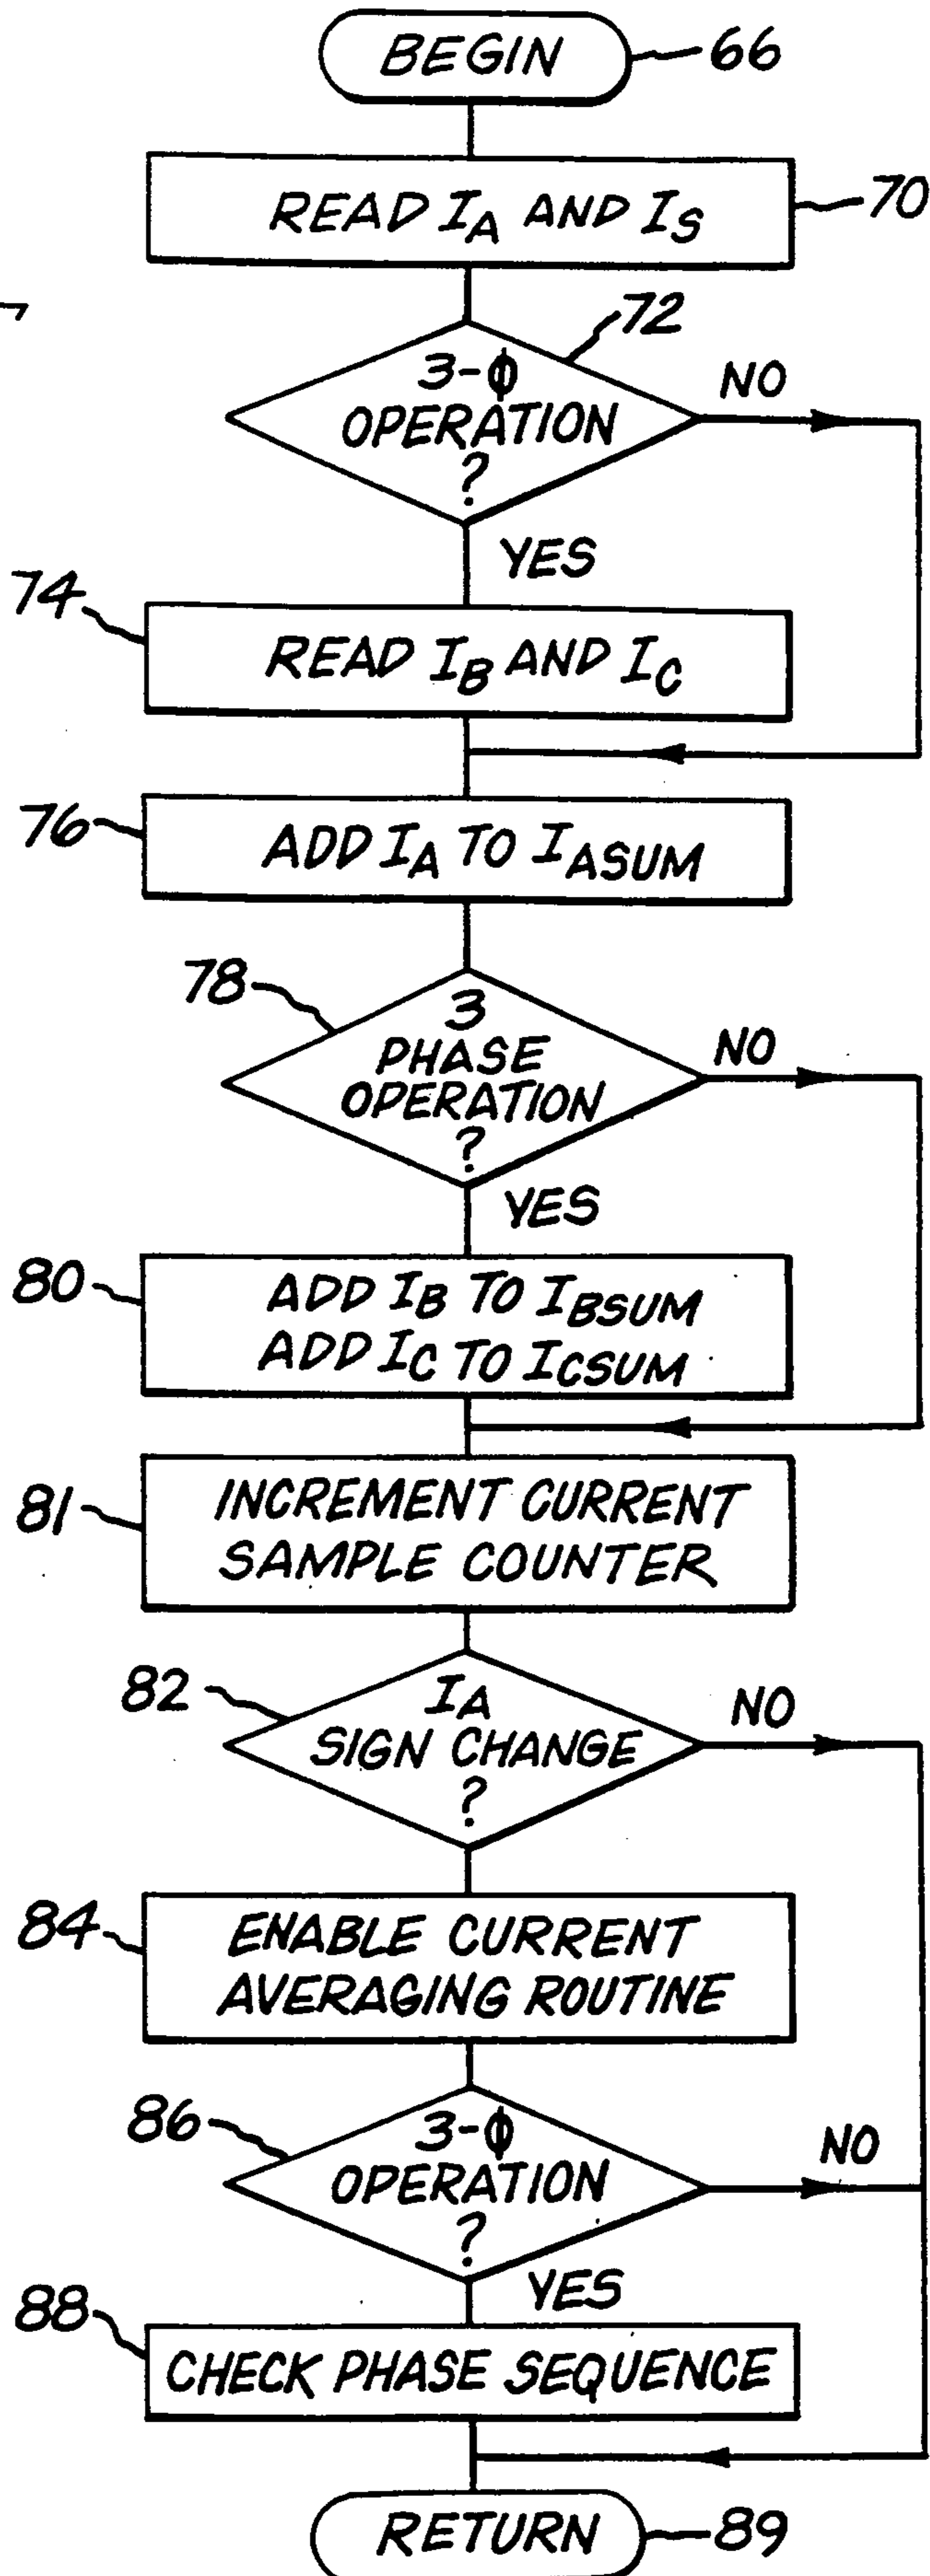 BEGIN
66
READ IA AND IS
70
72
3-ϕ
OPERATION
?
NO
YES
74
READ IB AND IC
76
ADD IA TO IASUM
78
3
PHASE
OPERATION
?
NO
YES
80
ADD IB TO IBSUM
ADD IC TO ICSUM
81
INCREMENT CURRENT
SAMPLE COUNTER
82
IA
SIGN CHANGE
?
NO
84
ENABLE CURRENT
AVERAGING ROUTINE
86
3-ϕ
OPERATION
?
NO
YES
88
CHECK PHASE SEQUENCE
RETURN
89